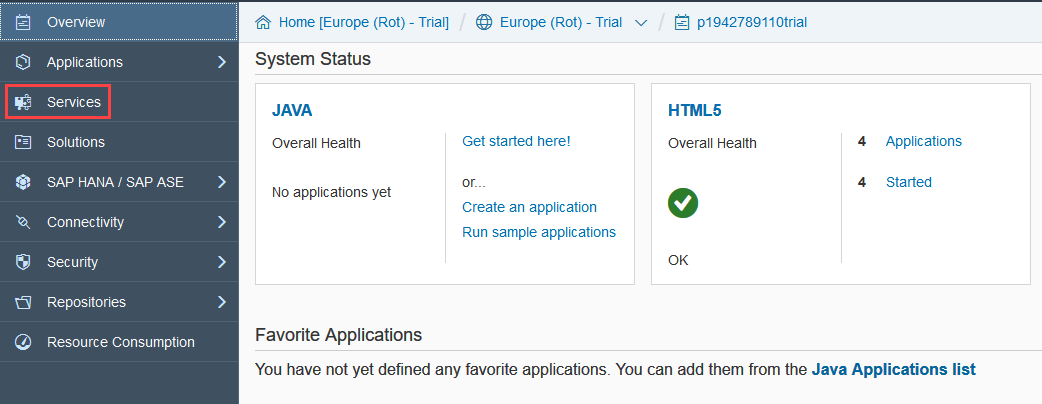 Overview
Applications
Services
Solutions
SAP HANA / SAP ASE
Connectivity
Security
Repositories
Resource Consumption
Home [Europe (Rot) - Trial] / Europe (Rot) - Trial / p1942789110trial
System Status
JAVA
Overall Health
No applications yet
Get started here!
or...
Create an application
Run sample applications
HTML5
Overall Health
OK
4 Applications
4 Started
Favorite Applications
You have not yet defined any favorite applications. You can add them from the Java Applications list